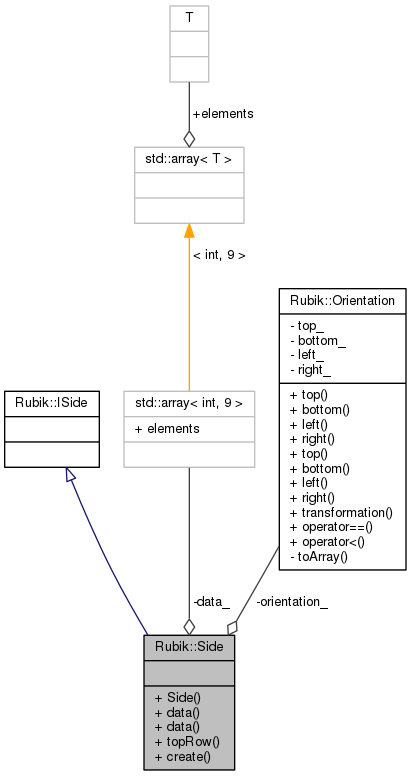 T
+elements
std::array< T >
< int, 9 >
Rubik::Orientation
- top_
- bottom_
- left_
- right_
+ top()
+ bottom()
+ left()
+ right()
+ top()
+ bottom()
+ left()
+ right()
+ transformation()
+ operator==()
+ operator<()
- toArray()
Rubik::ISide
std::array< int, 9 >
+ elements
-data_
-orientation_
Rubik::Side
+ Side()
+ data()
+ data()
+ topRow()
+ create()